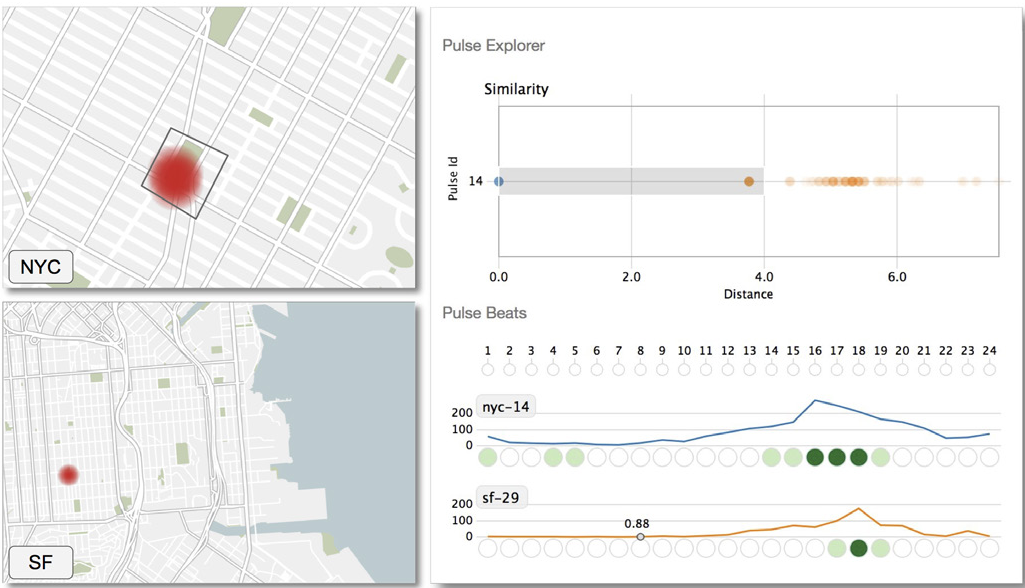 NYC
SF
Pulse Explorer
Similarity
Pulse Id
14
0.0 2.0 4.0 6.0
Distance
Pulse Beats
1 2 3 4 5 6 7 8 9 10 11 12 13 14 15 16 17 18 19 20 21 22 23 24
nyc-14
200
100
0
sf-29
200
100
0
0.88